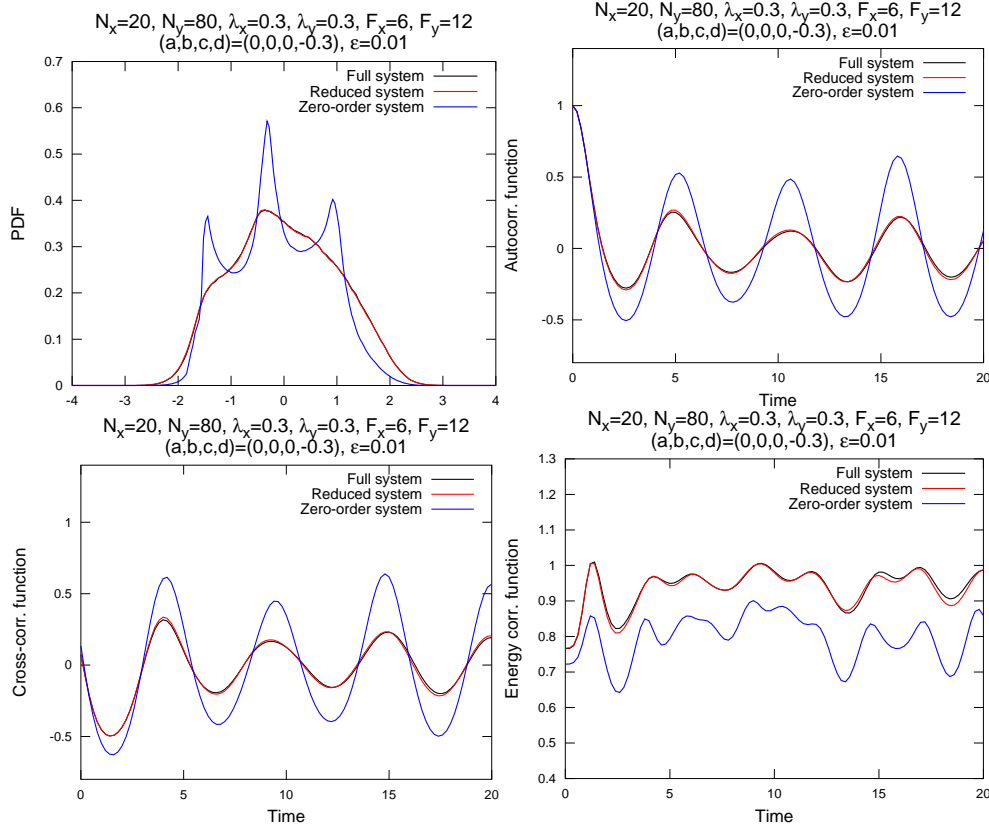 N_x=20, N_y=80, λ_x=0.3, λ_y=0.3, F_x=6, F_y=12
(a,b,c,d)=(0,0,0,-0.3), ε=0.01
0.7
0.6
0.5
0.4
0.3
0.2
0.1
0
-4 -3 -2 -1 0 1 2 3 4
PDF
Full system
Reduced system
Zero-order system
N_x=20, N_y=80, λ_x=0.3, λ_y=0.3, F_x=6, F_y=12
(a,b,c,d)=(0,0,0,-0.3), ε=0.01
1
0.5
0
-0.5
0 5 10 15 20
Autocorr. function
Time
Full system
Reduced system
Zero-order system
N_x=20, N_y=80, λ_x=0.3, λ_y=0.3, F_x=6, F_y=12
(a,b,c,d)=(0,0,0,-0.3), ε=0.01
1
0.5
0
-0.5
0 5 10 15 20
Cross-corr. function
Time
Full system
Reduced system
Zero-order system
N_x=20, N_y=80, λ_x=0.3, λ_y=0.3, F_x=6, F_y=12
(a,b,c,d)=(0,0,0,-0.3), ε=0.01
1.3
1.2
1.1
1.0
0.9
0.8
0.7
0.6
0.5
0.4
0 5 10 15 20
Energy corr. function
Time
Full system
Reduced system
Zero-order system